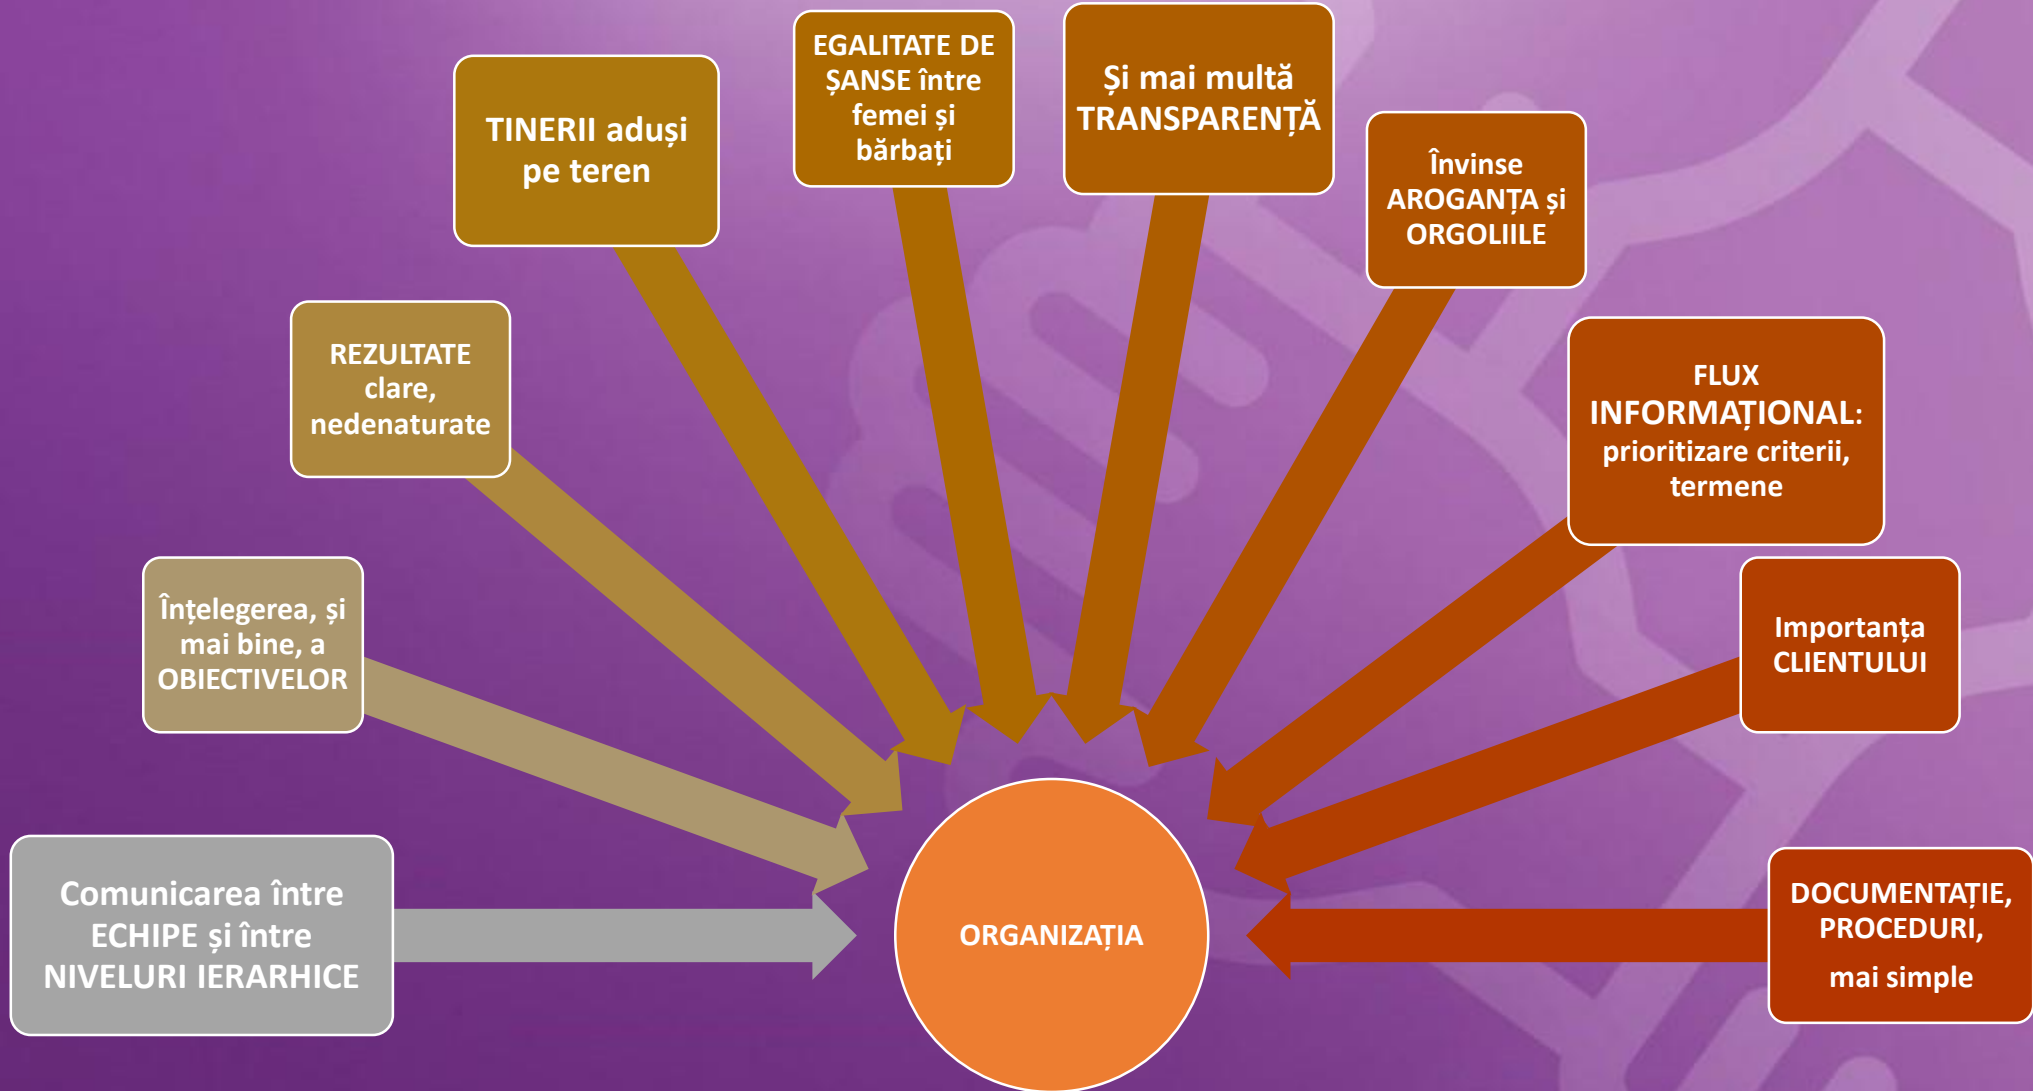 Comunicarea între
ECHIPE și între
NIVELURI IERARHICE
Înțelegerea, și
mai bine, a
OBIECTIVELOR
REZULTATE
clare,
nedenaturate
TINERII aduși
pe teren
EGALITATE DE
ȘANSE între
femei și
bărbați
Și mai multă
TRANSPARENȚĂ
Învinse
AROGANȚA și
ORGOLIILE
FLUX
INFORMAȚIONAL:
prioritizare criterii,
termene
Importanța
CLIENTULUI
DOCUMENTAȚIE,
PROCEDURI,
mai simple
ORGANIZAȚIA